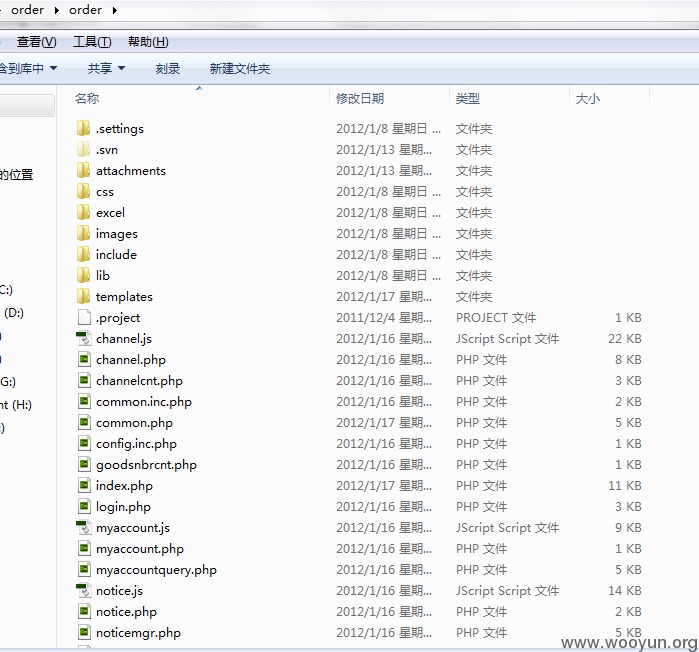 order ▸ order ▸
查看(V) 工具(T) 帮助(H)
含到库中 共享 刻录 新建文件夹
名称 修改日期 类型 大小
.settings 2012/1/8 星期日 ... 文件夹
.svn 2012/1/13 星期... 文件夹
attachments 2012/1/13 星期... 文件夹
css 2012/1/8 星期日 ... 文件夹
excel 2012/1/8 星期日 ... 文件夹
images 2012/1/8 星期日 ... 文件夹
include 2012/1/8 星期日 ... 文件夹
lib 2012/1/8 星期日 ... 文件夹
templates 2012/1/17 星期... 文件夹
.project 2011/12/4 星期... PROJECT 文件 1 KB
channel.js 2012/1/16 星期... JScript Script 文件 22 KB
channel.php 2012/1/16 星期... PHP 文件 8 KB
channelcnt.php 2012/1/16 星期... PHP 文件 3 KB
common.inc.php 2012/1/16 星期... PHP 文件 2 KB
common.php 2012/1/17 星期... PHP 文件 5 KB
config.inc.php 2012/1/16 星期... PHP 文件 1 KB
goodsnbrcnt.php 2012/1/16 星期... PHP 文件 1 KB
index.php 2012/1/17 星期... PHP 文件 11 KB
login.php 2012/1/16 星期... PHP 文件 3 KB
myaccount.js 2012/1/16 星期... JScript Script 文件 9 KB
myaccount.php 2012/1/16 星期... PHP 文件 1 KB
myaccountquery.php 2012/1/16 星期... PHP 文件 5 KB
notice.js 2012/1/16 星期... JScript Script 文件 14 KB
notice.php 2012/1/16 星期... PHP 文件 2 KB
noticemgr.php 2012/1/16 星期... PHP 文件 5 KB
的位置
C:)
(D:)
G:)
nt (H:)
:)
www.wooyun.org